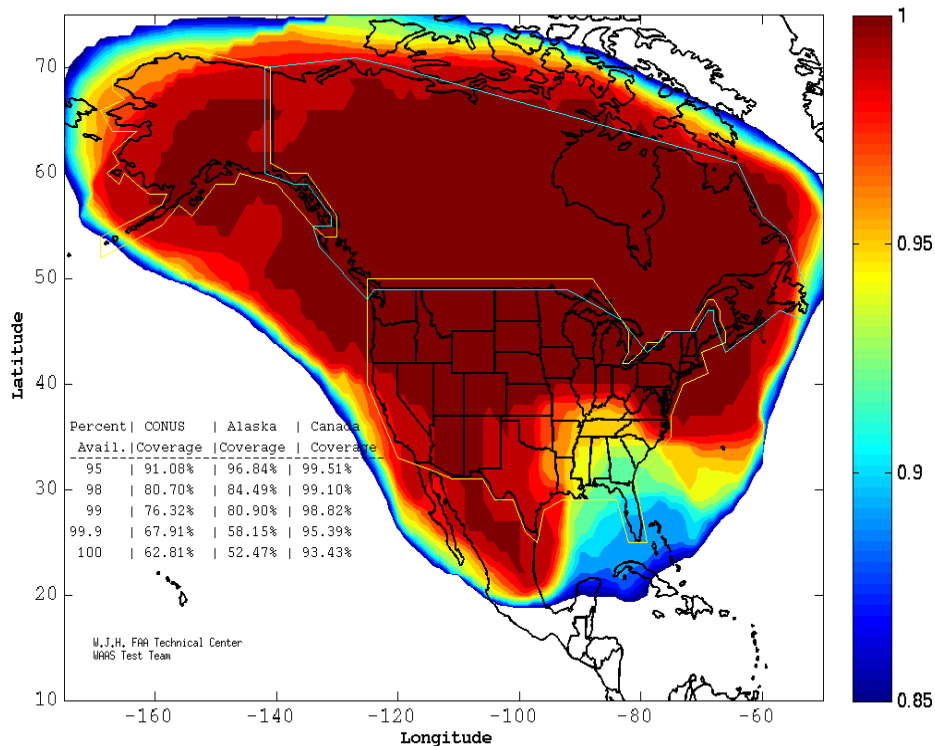 70
60
50
40
30
20
10
Latitude
-160
-140
-120
-100
-80
-60
Longitude
1
0.95
0.9
0.85
Percent| CONUS | Alaska | Canada
Avail.|Coverage |Coverage | Coverage
95 | 91.08% | 96.84% | 99.51%
98 | 80.70% | 84.49% | 99.10%
99 | 76.32% | 80.90% | 98.82%
99.9 | 67.91% | 58.15% | 95.39%
100 | 62.81% | 52.47% | 93.43%
W.J.H. FAA Technical Center
WAAS Test Team